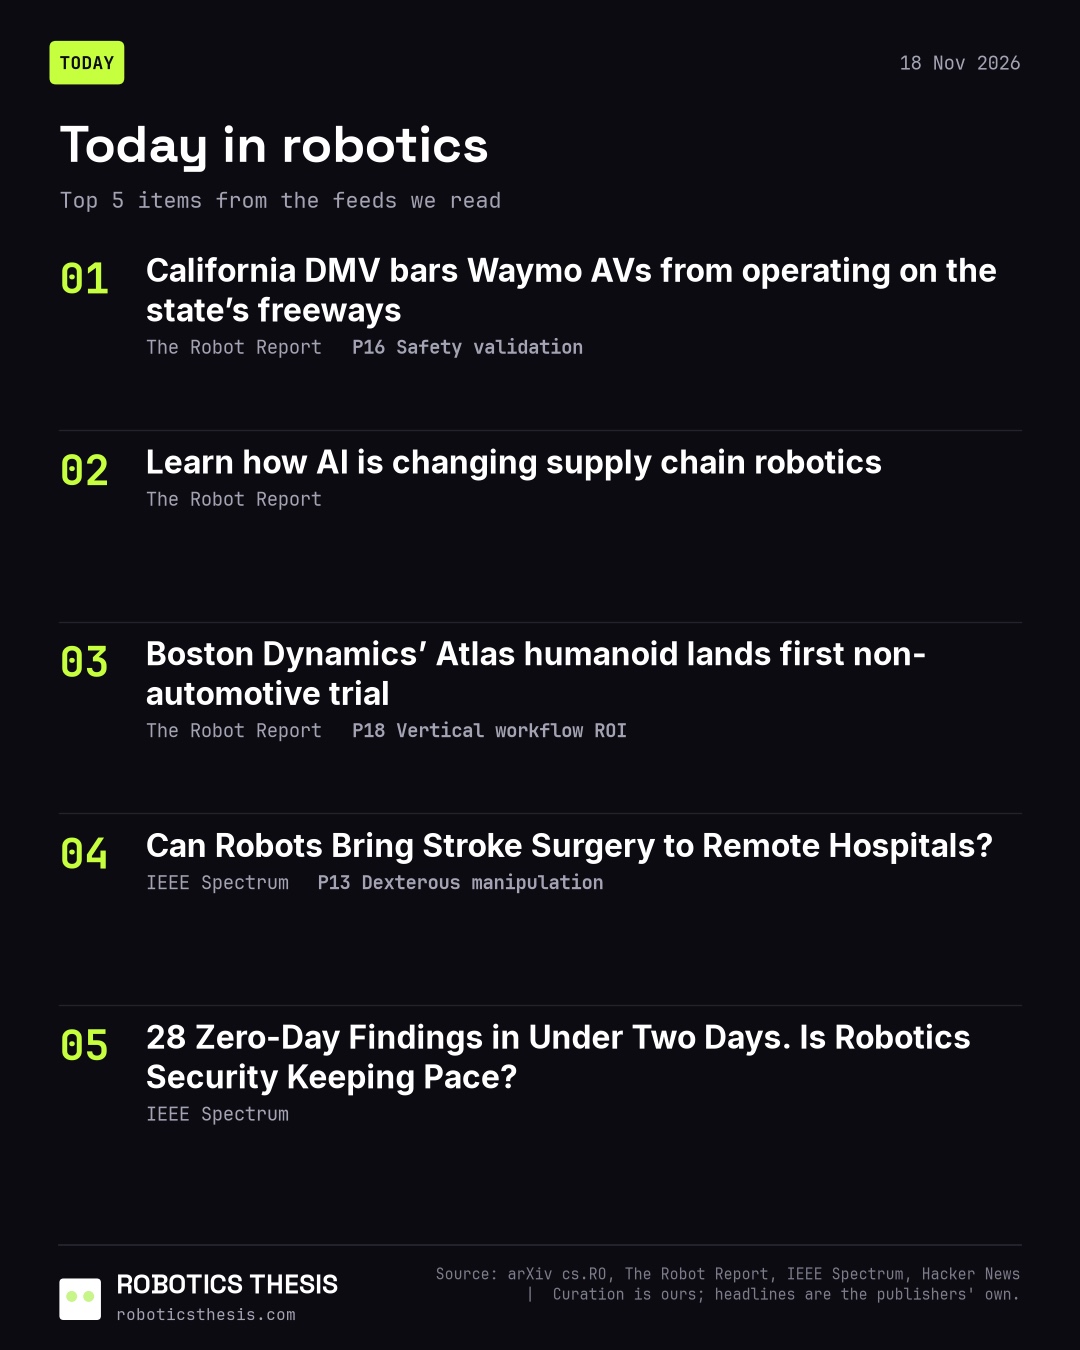 TODAY
18 Nov 2026
Today in robotics
Top 5 items from the feeds we read
01
California DMV bars Waymo AVs from operating on the
state’s freeways
The Robot Report P16 Safety validation
02
Learn how AI is changing supply chain robotics
The Robot Report
03
Boston Dynamics’ Atlas humanoid lands first non-
automotive trial
The Robot Report P18 Vertical workflow ROI
04
Can Robots Bring Stroke Surgery to Remote Hospitals?
IEEE Spectrum P13 Dexterous manipulation
05
28 Zero-Day Findings in Under Two Days. Is Robotics
Security Keeping Pace?
IEEE Spectrum
ROBOTICS THESIS
roboticsthesis.com
Source: arXiv cs.RO, The Robot Report, IEEE Spectrum, Hacker News
| Curation is ours; headlines are the publishers' own.